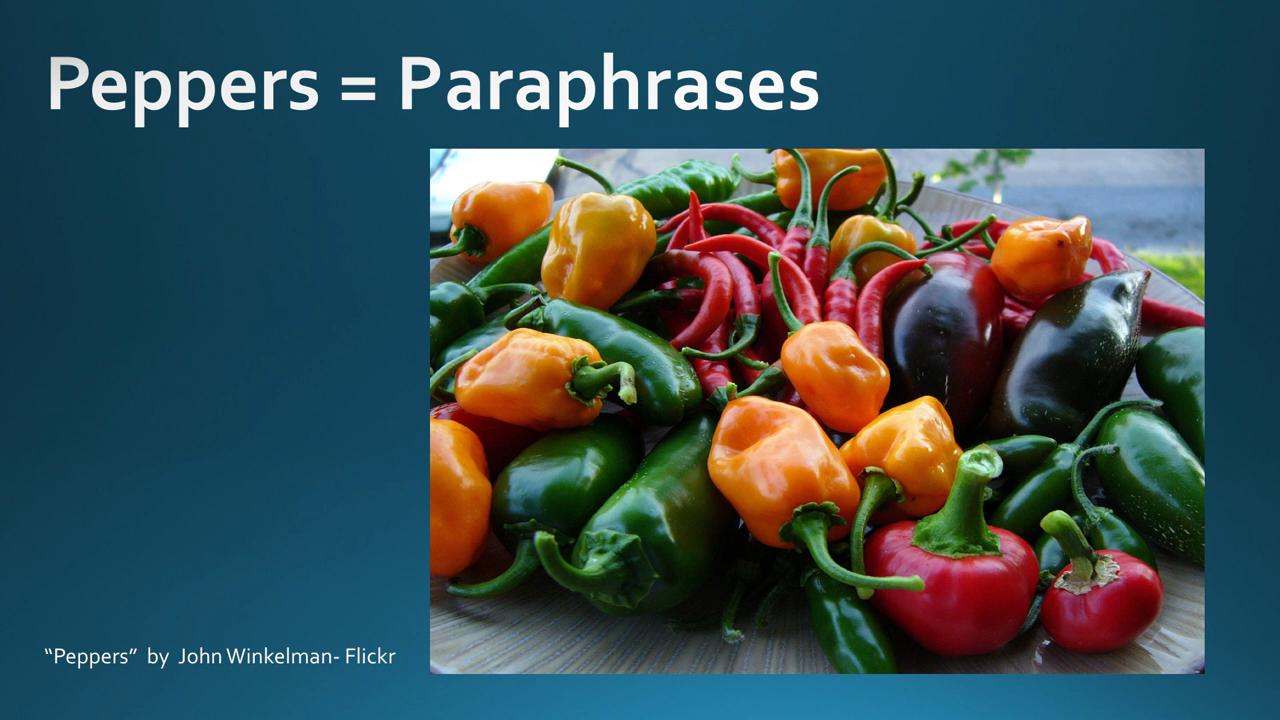 Peppers = Paraphrases
“Peppers” by John Winkelman- Flickr